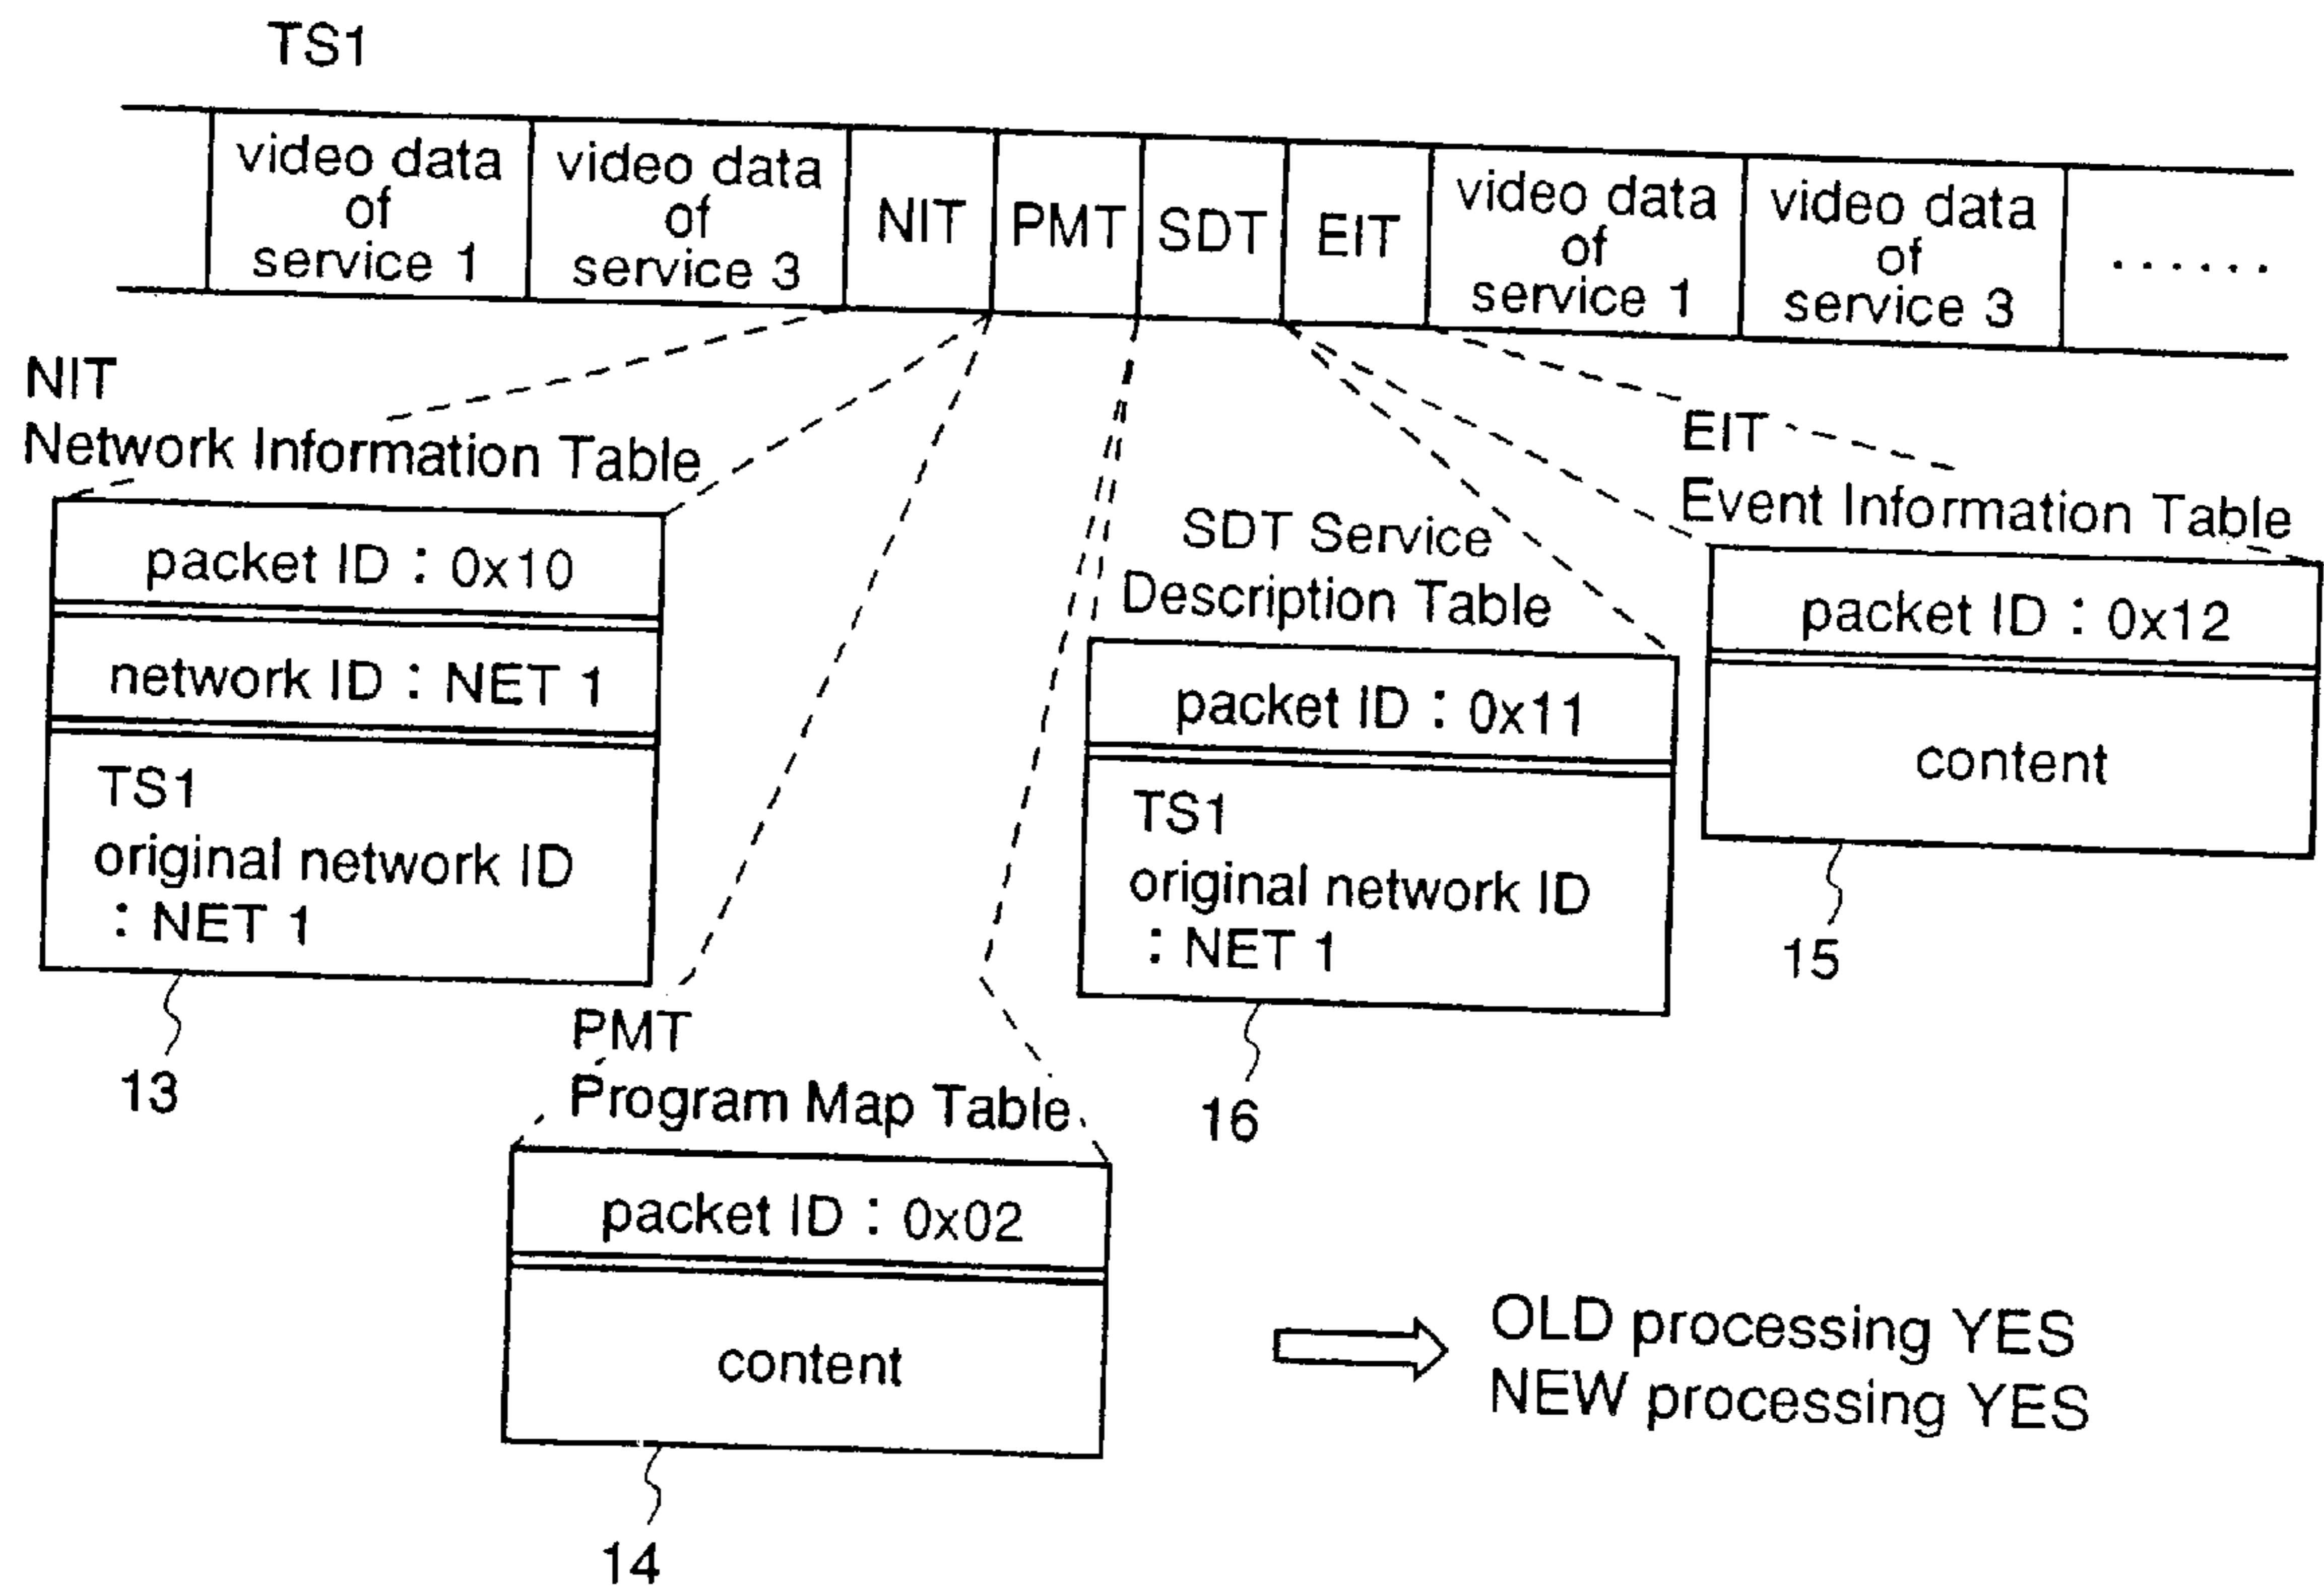 TS1
video data
of
service 1
video data
of
service 3
NIT
PMT
SDT
EIT
video data
of
service 1
video data
of
service 3
......
NIT
Network Information Table
packet ID : 0x10
network ID : NET 1
TS1
original network ID
: NET 1
13
PMT
Program Map Table
packet ID : 0x02
content
14
SDT Service
Description Table
packet ID : 0x11
TS1
original network ID
: NET 1
16
EIT
Event Information Table
packet ID : 0x12
content
15
OLD processing YES
NEW processing YES